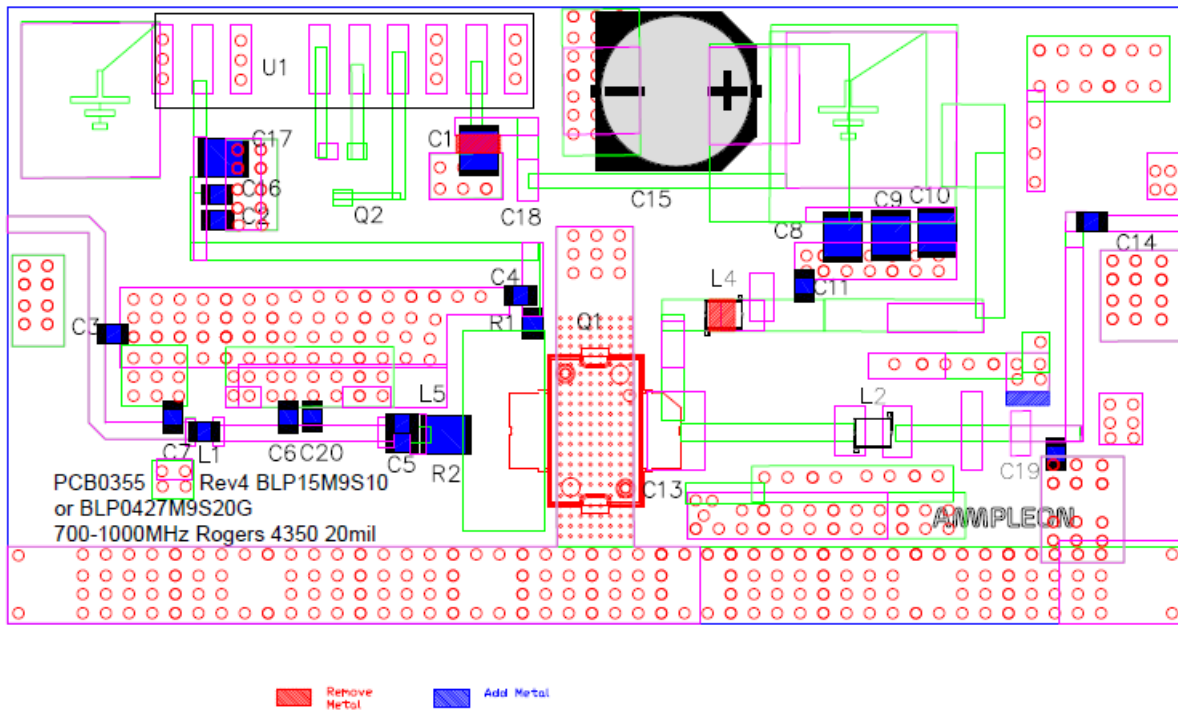 U1
C17
C16
C2
C1
Q2
C18
C15
C8
C9
C10
C14
C4
L4
C11
C3
R1
Q1
L5
L2
C7
L1
C6
C20
C5
R2
C13
C19
PCB0355 Rev4 BLP15M9S10
or BLP0427M9S20G
700-1000MHz Rogers 4350 20mil
AMPLEON
Remove
Metal
Add Metal